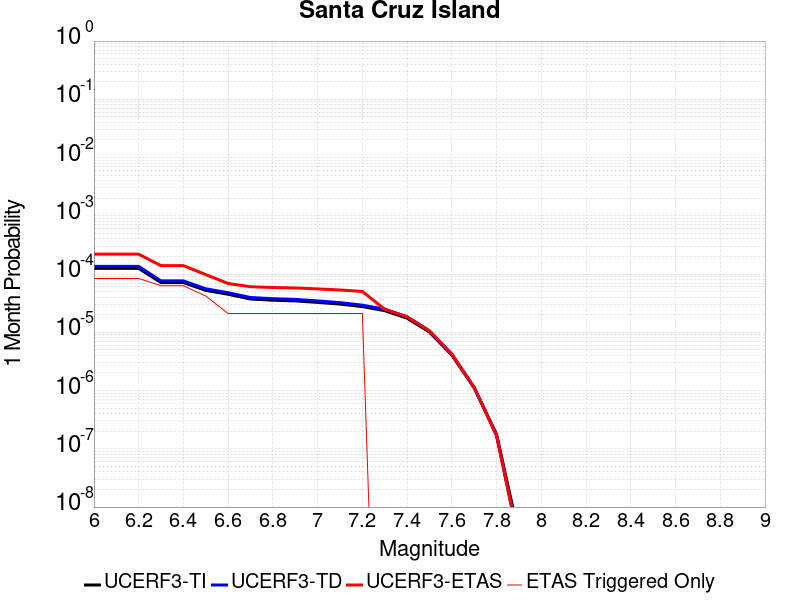 Santa Cruz Island
10^0
10^-1
10^-2
10^-3
10^-4
10^-5
10^-6
10^-7
10^-8
1 Month Probability
6 6.2 6.4 6.6 6.8 7 7.2 7.4 7.6 7.8 8 8.2 8.4 8.6 8.8 9
Magnitude
UCERF3-TI UCERF3-TD UCERF3-ETAS ETAS Triggered Only